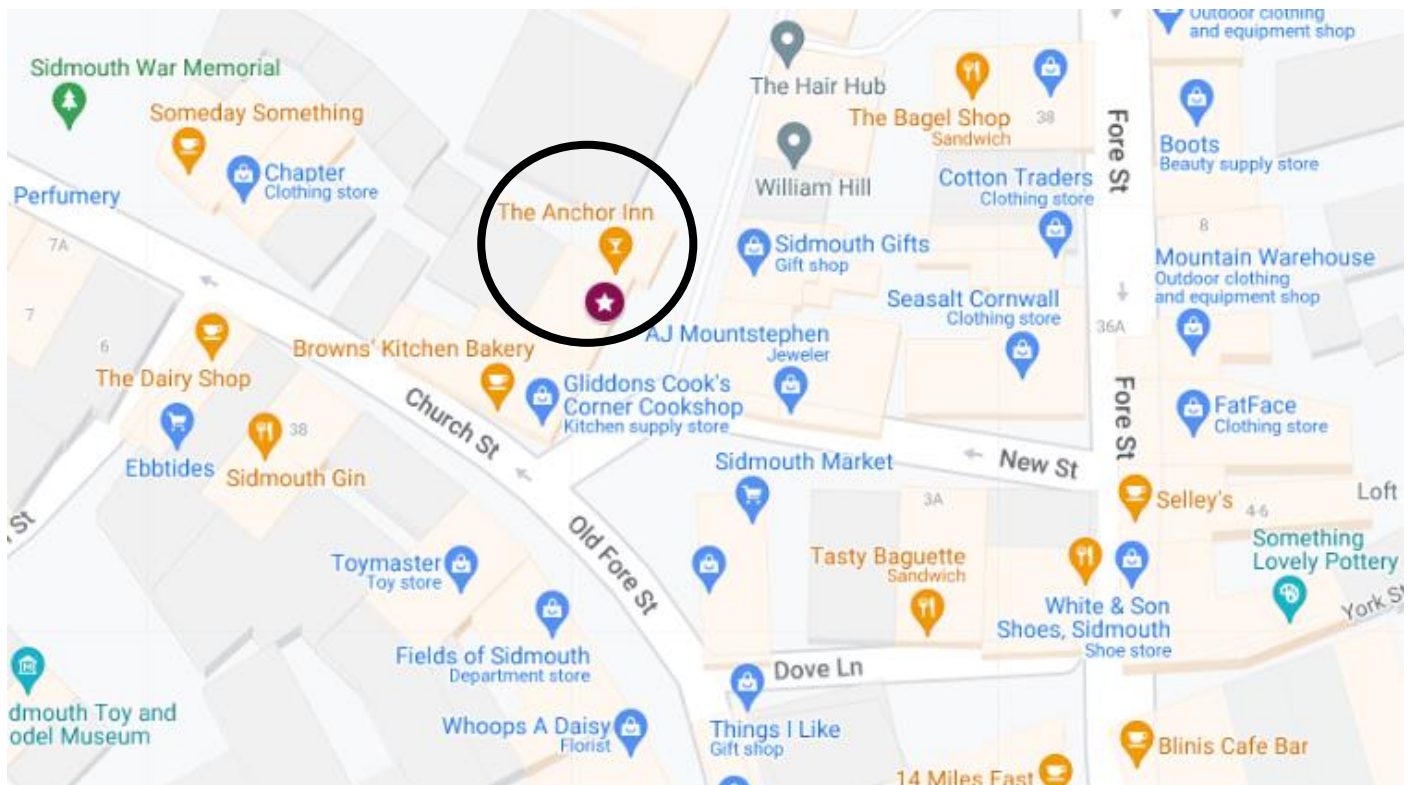 Outdoor clothing
and equipment shop
Sidmouth War Memorial
The Hair Hub
Someday Something
The Bagel Shop
Sandwich
38
Fore St
Boots
Beauty supply store
Chapter
Clothing store
William Hill
Cotton Traders
Clothing store
Perfumery
The Anchor Inn
7A
Sidmouth Gifts
Gift shop
8
Mountain Warehouse
Outdoor clothing
and equipment shop
Seasalt Cornwall
Clothing store
7
6
36A
AJ Mountstephen
Jeweler
Browns' Kitchen Bakery
The Dairy Shop
Gliddons Cook's
Corner Cookshop
Kitchen supply store
Church St
Fore St
FatFace
Clothing store
38
Ebbtides
Sidmouth Gin
Sidmouth Market
New St
3A
Selley's
4-6
Loft
St
Old Fore St
Toymaster
Toy store
Tasty Baguette
Sandwich
Something
Lovely Pottery
White & Son
Shoes, Sidmouth
Shoe store
York St
Fields of Sidmouth
Department store
Dove Ln
dmouth Toy and
odel Museum
Whoops A Daisy
Florist
Things I Like
Gift shop
Blinis Cafe Bar
14 Miles East